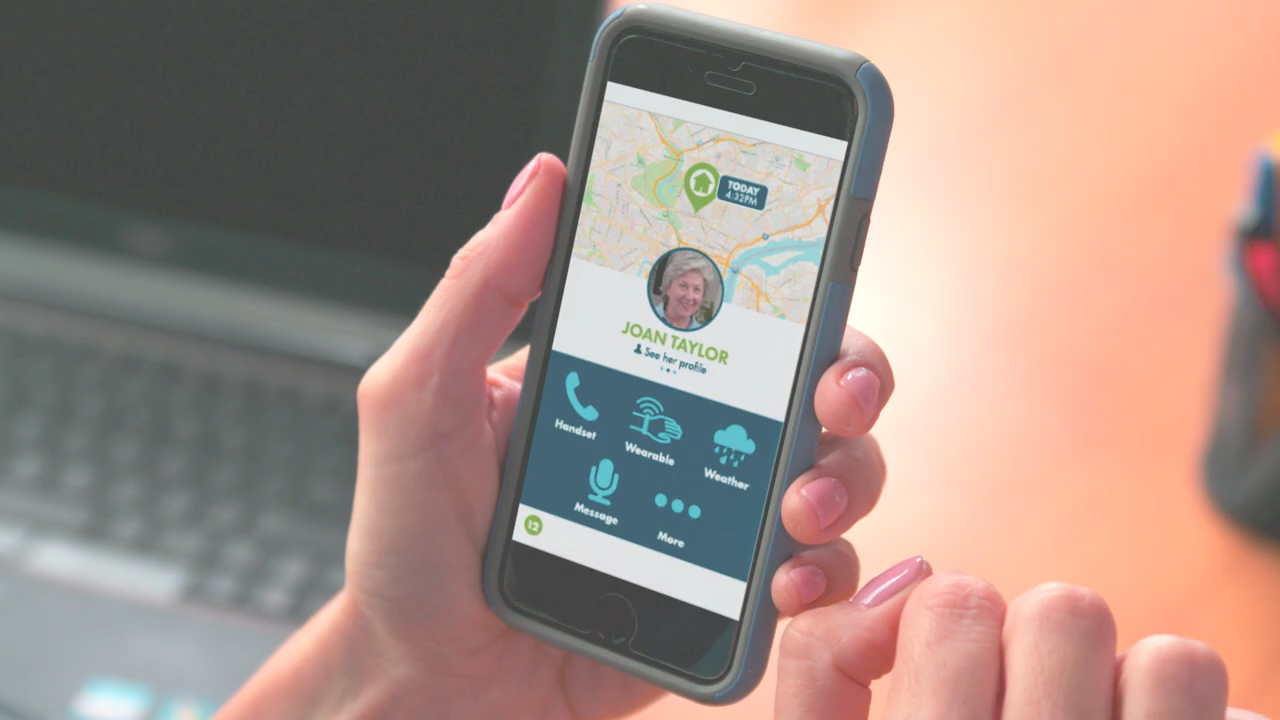 TODAY
4:32PM
JOAN TAYLOR
See her profile
Handset
Wearable
Weather
Message
More
12